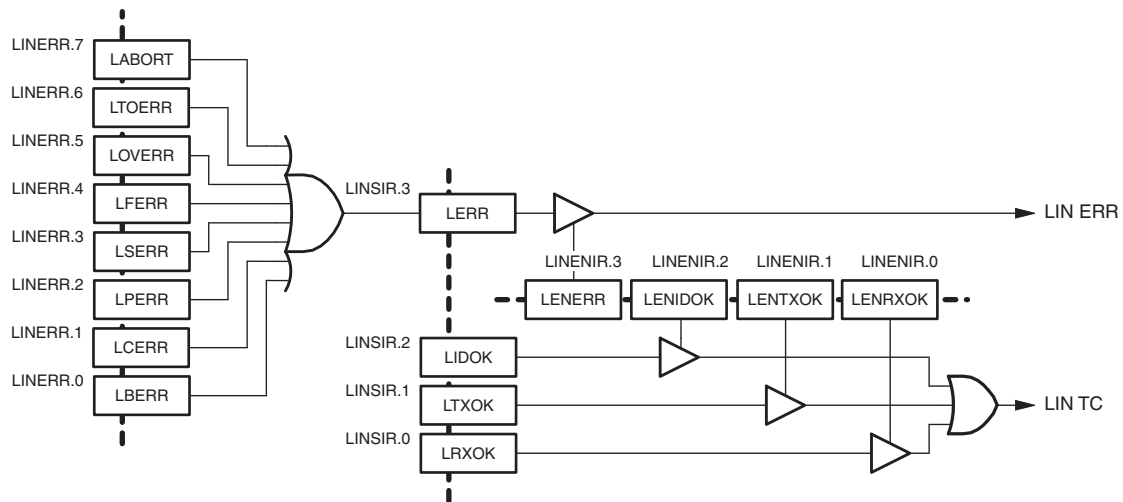 LINERR.7
LABORT
LINERR.6
LTOERR
LINERR.5
LOVERR
LINERR.4
LFERR
LINERR.3
LSERR
LINERR.2
LPERR
LINERR.1
LCERR
LINERR.0
LBERR
LINSIR.3
LERR
LIN ERR
LINENIR.3 LINENIR.2 LINENIR.1 LINENIR.0
LENERR LENIDOK LENTXOK LENRXOK
LINSIR.2
LIDOK
LINSIR.1
LTXOK
LIN TC
LINSIR.0
LRXOK